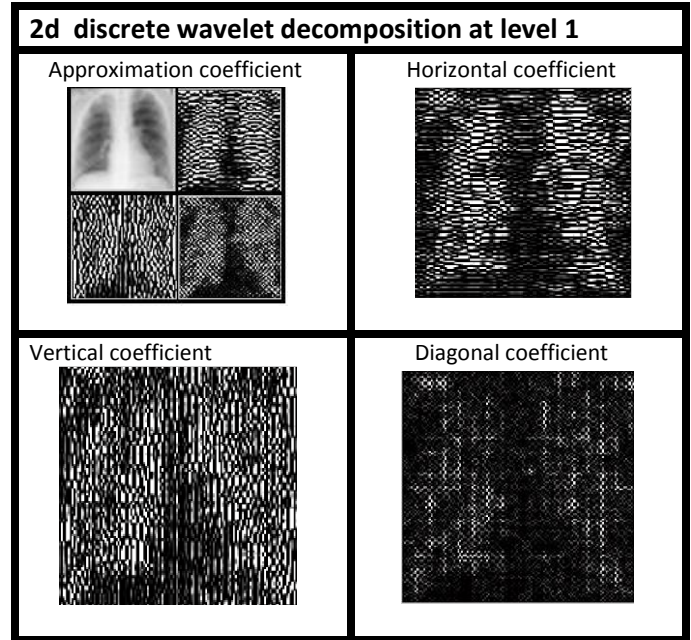 2d discrete wavelet decomposition at level 1
Approximation coefficient
Horizontal coefficient
Vertical coefficient
Diagonal coefficient